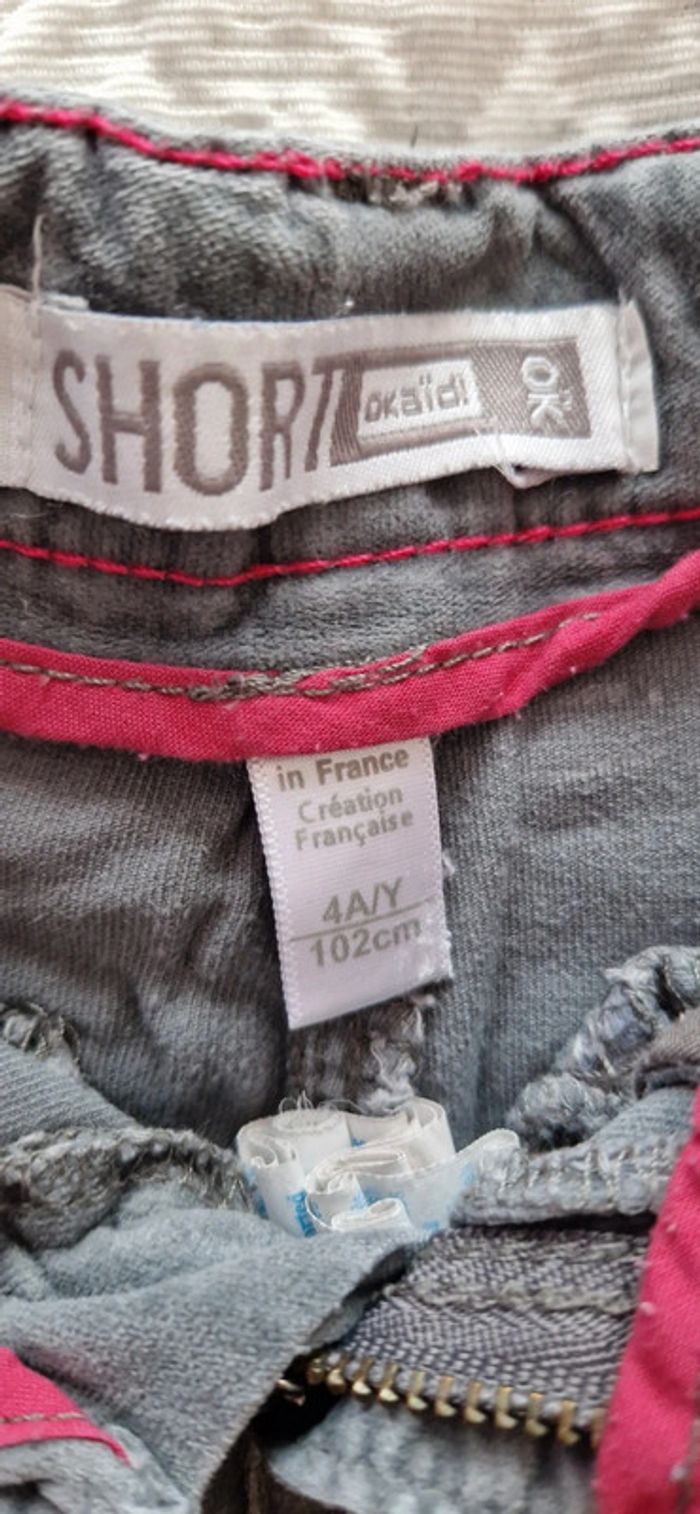 SHORT okaïdi OK
in France
Création
Française
4A/Y
102cm